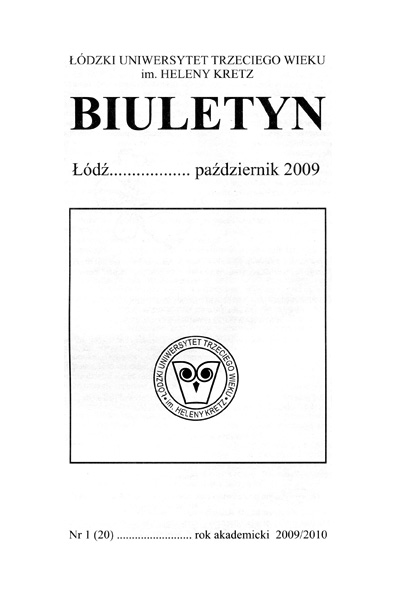 ŁÓDZKI UNIWERSYTET TRZECIEGO WIEKU
im. HELENY KRETZ
BIULETYN
Łódź.................. październik 2009
ŁÓDZKI UNIWERSYTET TRZECIEGO WIEKU
• im. HELENY KRETZ •
Nr 1 (20) ......................... rok akademicki 2009/2010